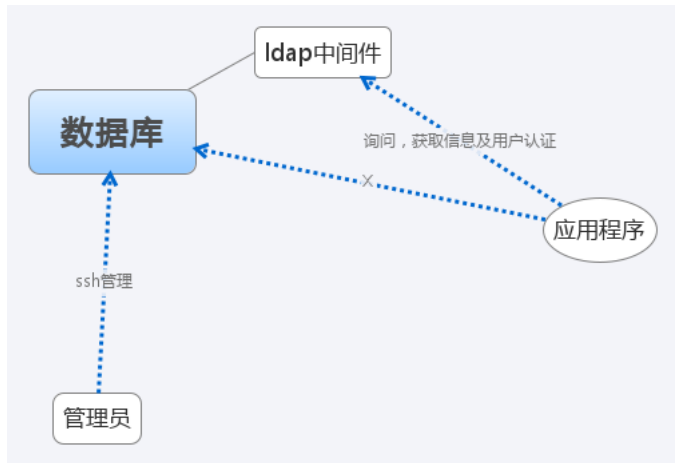 ldap中间件
数据库
询问，获取信息及用户认证
X
应用程序
ssh管理
管理员